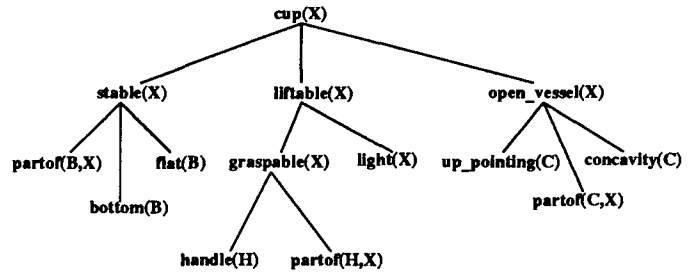 cup(X)
stable(X) liftable(X) open_vessel(X)
partof(B,X) flat(B) graspable(X) light(X) up_pointing(C) concavity(C)
bottom(B) partof(C,X)
handle(H) partof(H,X)